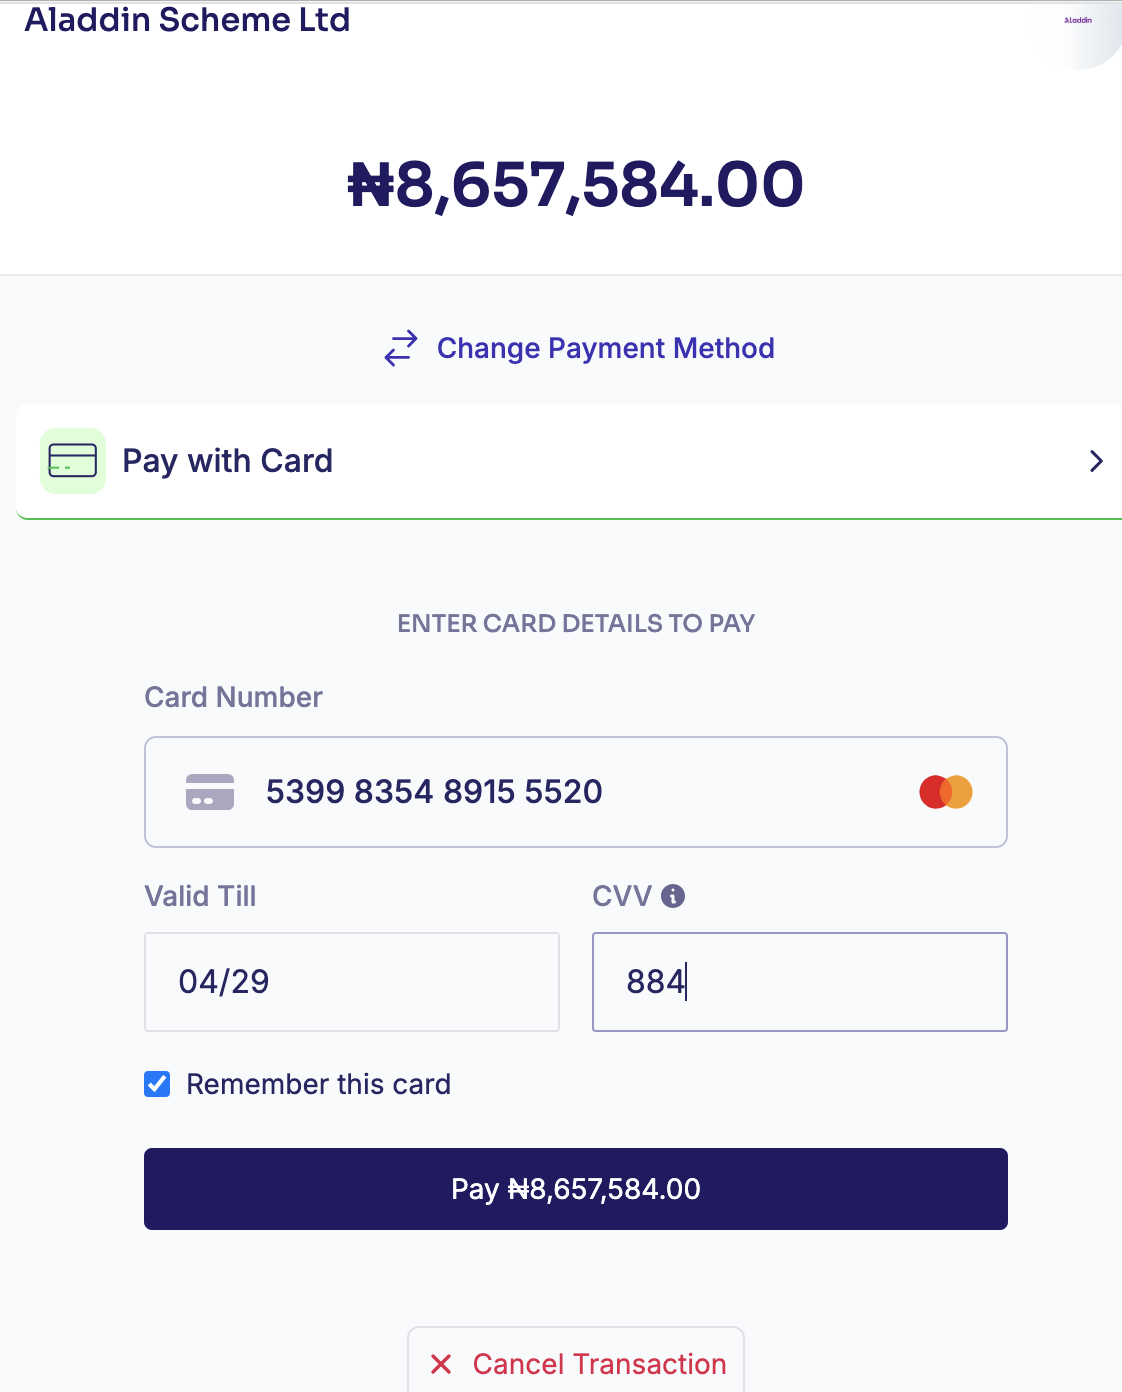 Aladdin Scheme Ltd
Aladdin
₦8,657,584.00
Change Payment Method
Pay with Card
ENTER CARD DETAILS TO PAY
Card Number
5399 8354 8915 5520
Valid Till
CVV
04/29
884
Remember this card
Pay ₦8,657,584.00
Cancel Transaction